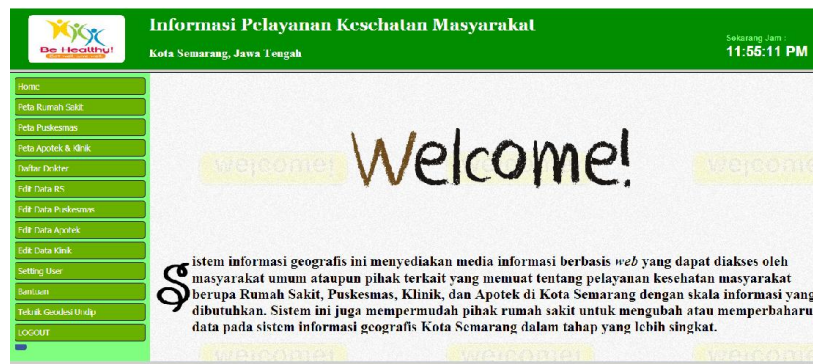 Be Healthy!
Informasi Pelayanan Kesehatan Masyarakat
Kota Semarang, Jawa Tengah
Sekarang Jam :
11:55:11 PM
Home
Peta Rumah Sakit
Peta Puskesmas
Peta Apotek & Klinik
Daftar Dokter
Edit Data RS
Edit Data Puskesmas
Edit Data Apotek
Edit Data Klinik
Setting User
Bantuan
Teknik Geodesi Undip
LOGOUT
Welcome!
Sistem informasi geografis ini menyediakan media informasi berbasis web yang dapat diakses oleh
masyarakat umum ataupun pihak terkait yang memuat tentang pelayanan kesehatan masyarakat
berupa Rumah Sakit, Puskesmas, Klinik, dan Apotek di Kota Semarang dengan skala informasi yang
dibutuhkan. Sistem ini juga mempermudah pihak rumah sakit untuk mengubah atau memperbaharu
data pada sistem informasi geografis Kota Semarang dalam tahap yang lebih singkat.